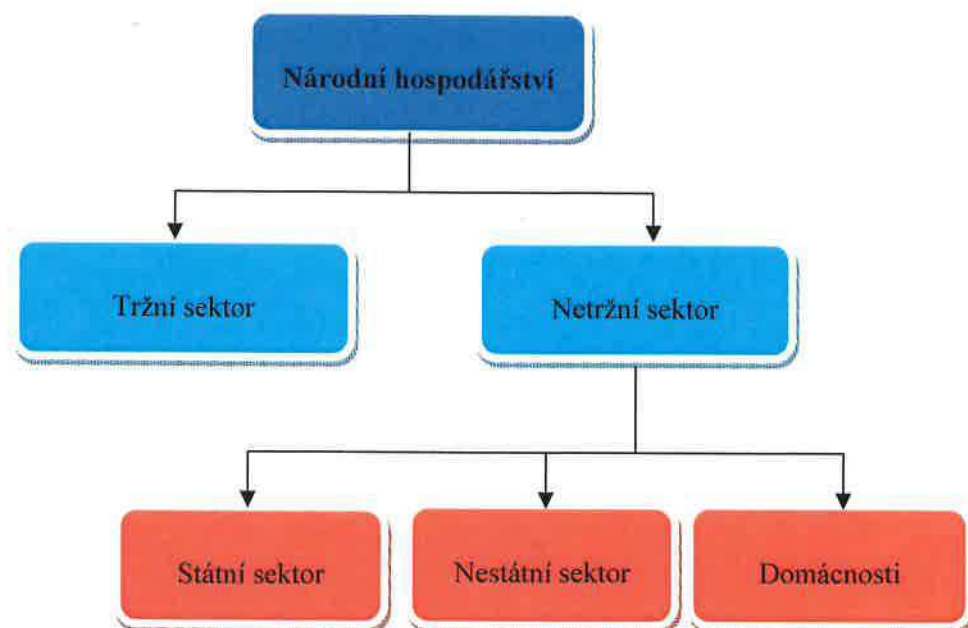 Národní hospodářství
Tržní sektor
Netržní sektor
Státní sektor
Nestátní sektor
Domácnosti